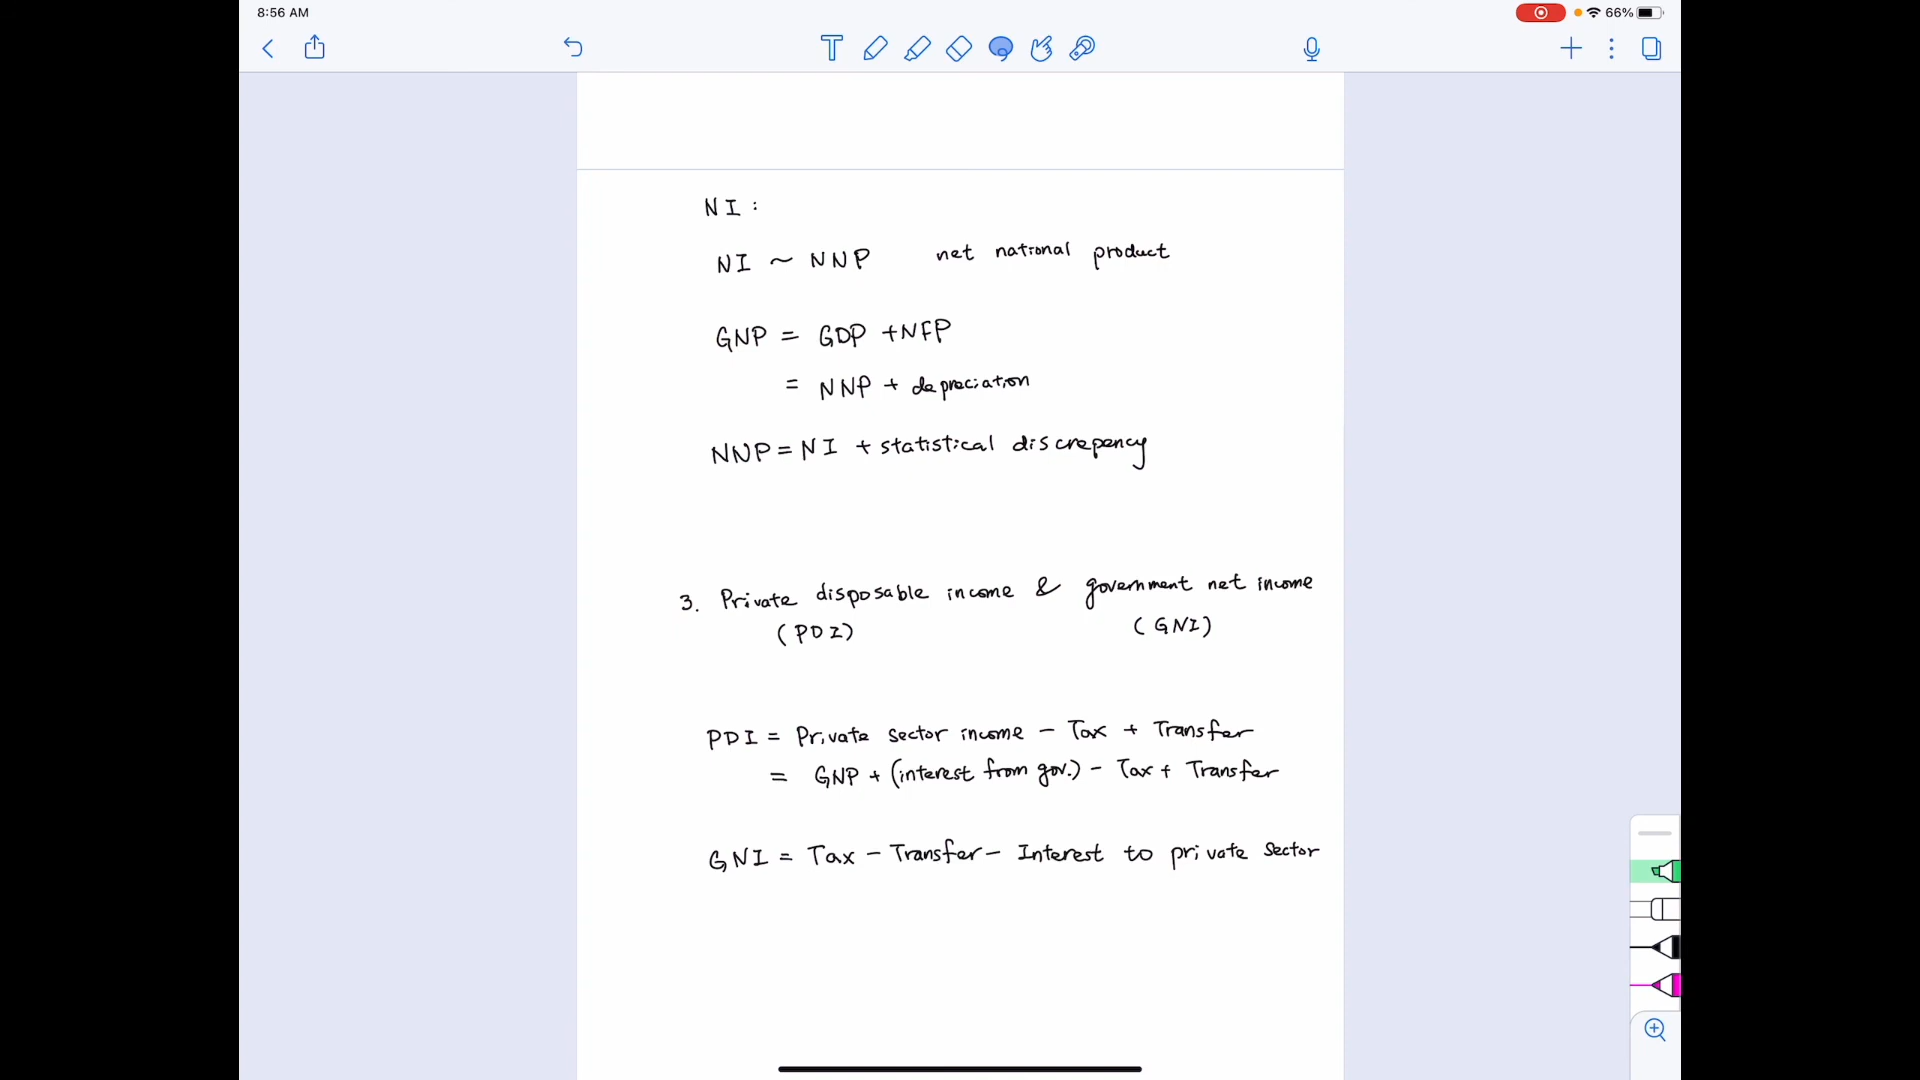 8:56 AM
66%
NI :
NI ~ NNP net national product
GNP = GDP + NFP
= NNP + depreciation
NNP = NI + statistical discrepency
3. Private disposable income & government net income
(PDI) (GNI)
PDI = Private sector income - Tax + Transfer
= GNP + (interest from gov.) - Tax + Transfer
GNI = Tax - Transfer - Interest to private sector